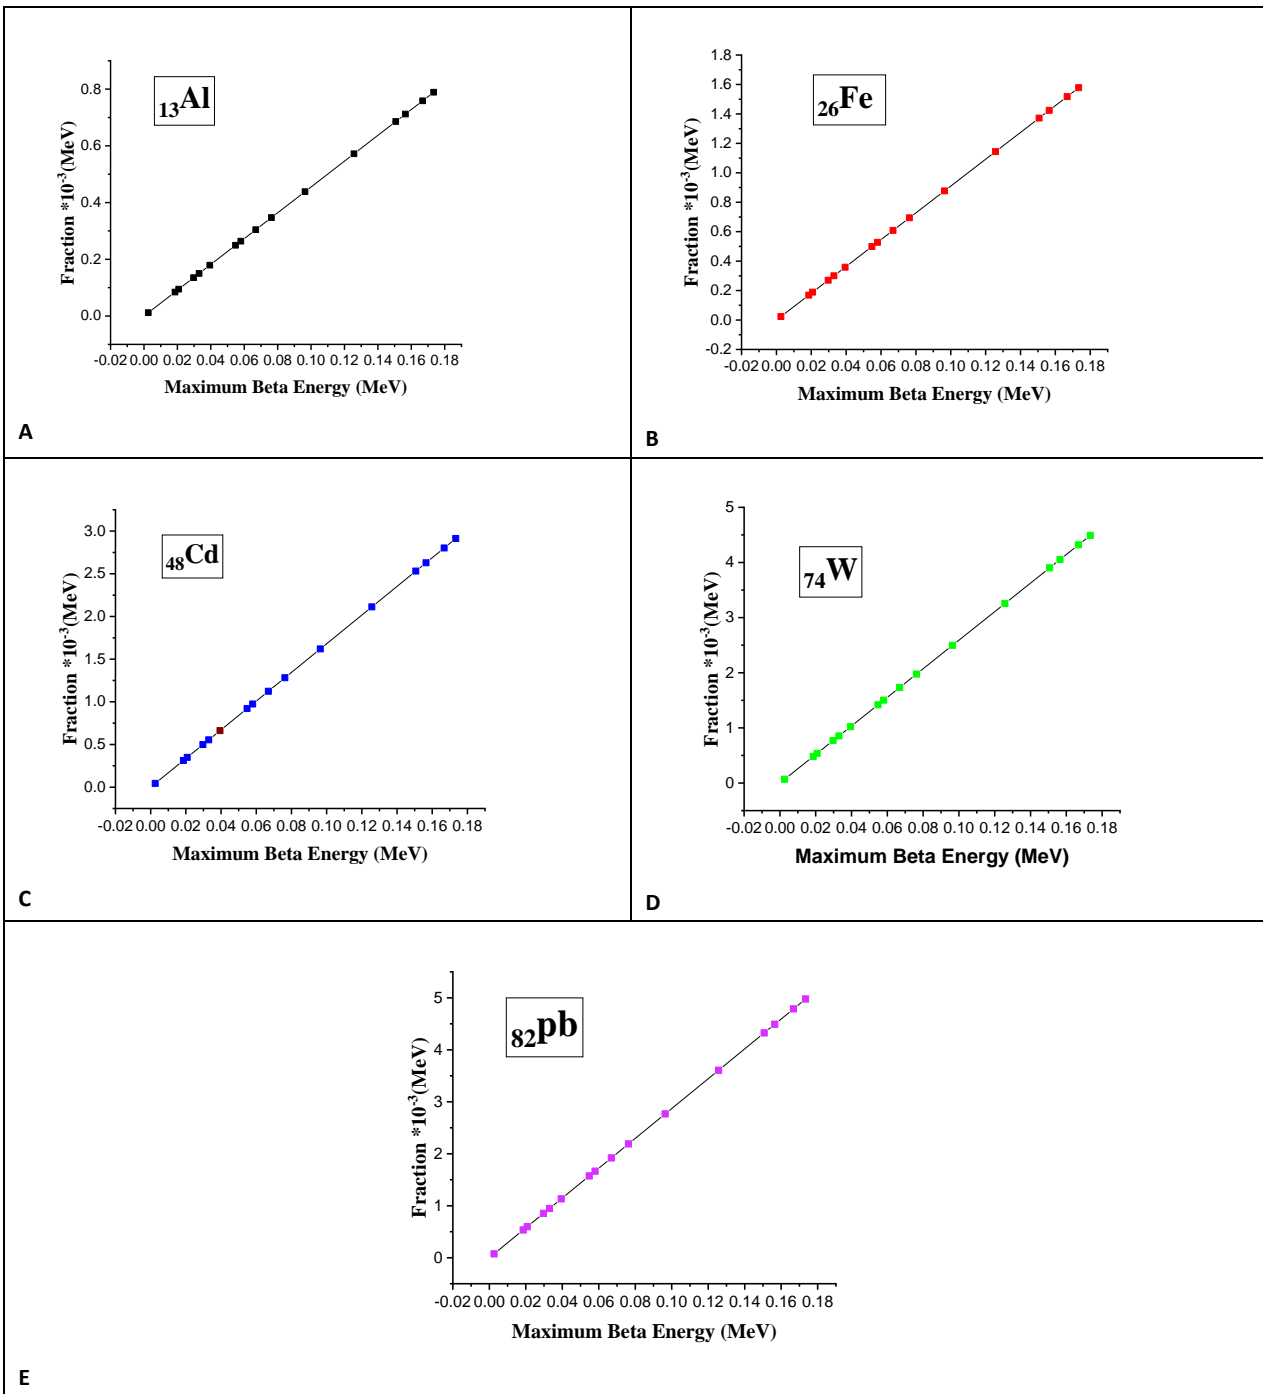 0.8
0.6
0.4
0.2
0.0
₁₃Al
Fraction *10⁻³(MeV)
-0.02 0.00 0.02 0.04 0.06 0.08 0.10 0.12 0.14 0.16 0.18
Maximum Beta Energy (MeV)
A
1.8
1.6
1.4
1.2
1.0
0.8
0.6
0.4
0.2
0.0
-0.2
₂₆Fe
Fraction *10⁻³(MeV)
-0.02 0.00 0.02 0.04 0.06 0.08 0.10 0.12 0.14 0.16 0.18
Maximum Beta Energy (MeV)
B
3.0
2.5
2.0
1.5
1.0
0.5
0.0
₄₈Cd
Fraction *10⁻³(MeV)
-0.02 0.00 0.02 0.04 0.06 0.08 0.10 0.12 0.14 0.16 0.18
Maximum Beta Energy (MeV)
C
5
4
3
2
1
0
₇₄W
Fraction *10⁻³(MeV)
-0.02 0.00 0.02 0.04 0.06 0.08 0.10 0.12 0.14 0.16 0.18
Maximum Beta Energy (MeV)
D
5
4
3
2
1
0
₈₂pb
Fraction *10⁻³(MeV)
-0.02 0.00 0.02 0.04 0.06 0.08 0.10 0.12 0.14 0.16 0.18
Maximum Beta Energy (MeV)
E